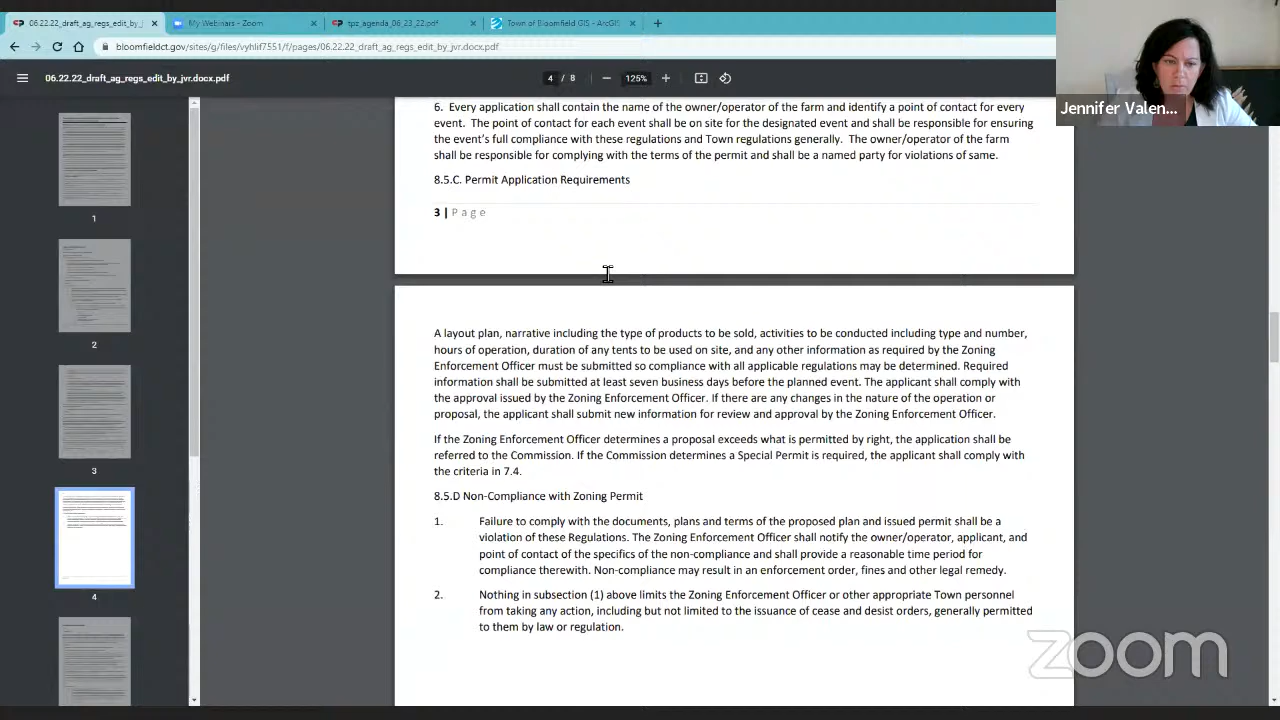 06.22.22_draft_ag_regs_edit_by_j
My Webinars - Zoom
tpz_agenda_06_23_22.pdf
Town of Bloomfield GIS - ArcGIS
bloomfieldct.gov/sites/g/files/vyhlif7551/f/pages/06.22.22_draft_ag_regs_edit_by_jvr.docx.pdf
06.22.22_draft_ag_regs_edit_by_jvr.docx.pdf
4 / 8
125%
Jennifer Valen...
6. Every application shall contain the name of the owner/operator of the farm and identify a point of contact for every
event. The point of contact for each event shall be on site for the designated event and shall be responsible for ensuring
the event's full compliance with these regulations and Town regulations generally. The owner/operator of the farm
shall be responsible for complying with the terms of the permit and shall be a named party for violations of same.
8.5.C. Permit Application Requirements
3 | Page
A layout plan, narrative including the type of products to be sold, activities to be conducted including type and number,
hours of operation, duration of any tents to be used on site, and any other information as required by the Zoning
Enforcement Officer must be submitted so compliance with all applicable regulations may be determined. Required
information shall be submitted at least seven business days before the planned event. The applicant shall comply with
the approval issued by the Zoning Enforcement Officer. If there are any changes in the nature of the operation or
proposal, the applicant shall submit new information for review and approval by the Zoning Enforcement Officer.
If the Zoning Enforcement Officer determines a proposal exceeds what is permitted by right, the application shall be
referred to the Commission. If the Commission determines a Special Permit is required, the applicant shall comply with
the criteria in 7.4.
8.5.D Non-Compliance with Zoning Permit
1. Failure to comply with the documents, plans and terms of the proposed plan and issued permit shall be a
violation of these Regulations. The Zoning Enforcement Officer shall notify the owner/operator, applicant, and
point of contact of the specifics of the non-compliance and shall provide a reasonable time period for
compliance therewith. Non-compliance may result in an enforcement order, fines and other legal remedy.
2. Nothing in subsection (1) above limits the Zoning Enforcement Officer or other appropriate Town personnel
from taking any action, including but not limited to the issuance of cease and desist orders, generally permitted
to them by law or regulation.
1
2
3
4
zoom